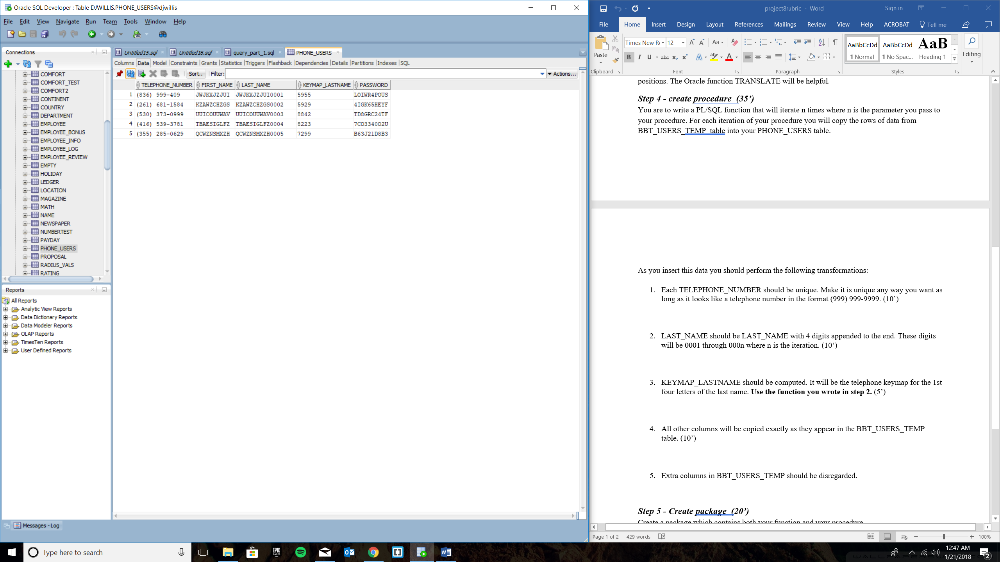 Oracle SQL Developer : Table DJWILLIS.PHONE_USERS@djwillis
File Edit View Navigate Run Team Tools Window Help
Connections
COMFORT
COMFORT_TEST
COMFORT2
CONTINENT
COUNTRY
DEPARTMENT
EMPLOYEE
EMPLOYEE_BONUS
EMPLOYEE_INFO
EMPLOYEE_LOG
EMPLOYEE_REVIEW
EMPTY
HOLIDAY
LEDGER
LOCATION
MAGAZINE
MATH
NAME
NEWSPAPER
NUMBERTEST
PAYDAY
PHONE_USERS
PROPOSAL
RADIUS_VALS
RATING
Reports
All Reports
Analytic View Reports
Data Dictionary Reports
Data Modeler Reports
OLAP Reports
TimesTen Reports
User Defined Reports
Messages - Log
Untitled15.sql Untitled16.sql query_part_1.sql PHONE_USERS
Columns Data Model Constraints Grants Statistics Triggers Flashback Dependencies Details Partitions Indexes SQL
Sort.. Filter: Actions...
TELEPHONE_NUMBER FIRST_NAME LAST_NAME KEYMAP_LASTNAME PASSWORD
1 (836) 999-409 JWJKXJZJUI JWJKXJZJUI0001 5955 LOIWR4POUS
2 (261) 681-1584 KZAWZCHZGS KZAWZCHZGS0002 5929 4IGK65HEYF
3 (530) 373-0999 UUICOUUWAV UUICOUUWAV0003 8842 TD8GRC24TF
4 (416) 539-3781 TBAESIGLFZ TBAESIGLFZ0004 8223 7CO334OO2U
5 (355) 285-0629 QCWZNSMXZH QCWZNSMXZH0005 7299 B63J21D8B3
project8rubric - Word Sign in
File Home Insert Design Layout References Mailings Review View Help ACROBAT Tell me
Paste
Times New R 12
AaBbCcDd AaBbCcDd AaB
¶ Normal ¶ No Spac... Heading 1
Editing
Clipboard Font Paragraph Styles
positions. The Oracle function TRANSLATE will be helpful.
Step 4 - create procedure (35’)
You are to write a PL/SQL function that will iterate n times where n is the parameter you pass to
your procedure. For each iteration of your procedure you will copy the rows of data from
BBT_USERS_TEMP table into your PHONE_USERS table.
As you insert this data you should perform the following transformations:
1. Each TELEPHONE_NUMBER should be unique. Make it is unique any way you want as
long as it looks like a telephone number in the format (999) 999-9999. (10’)
2. LAST_NAME should be LAST_NAME with 4 digits appended to the end. These digits
will be 0001 through 000n where n is the iteration. (10’)
3. KEYMAP_LASTNAME should be computed. It will be the telephone keymap for the 1st
four letters of the last name. Use the function you wrote in step 2. (5’)
4. All other columns will be copied exactly as they appear in the BBT_USERS_TEMP
table. (10’)
5. Extra columns in BBT_USERS_TEMP should be disregarded.
Step 5 - Create package (20’)
Create a package which contains both your function and your procedure
Page 1 of 2 429 words 100%
Type here to search
12:47 AM
1/21/2018
2